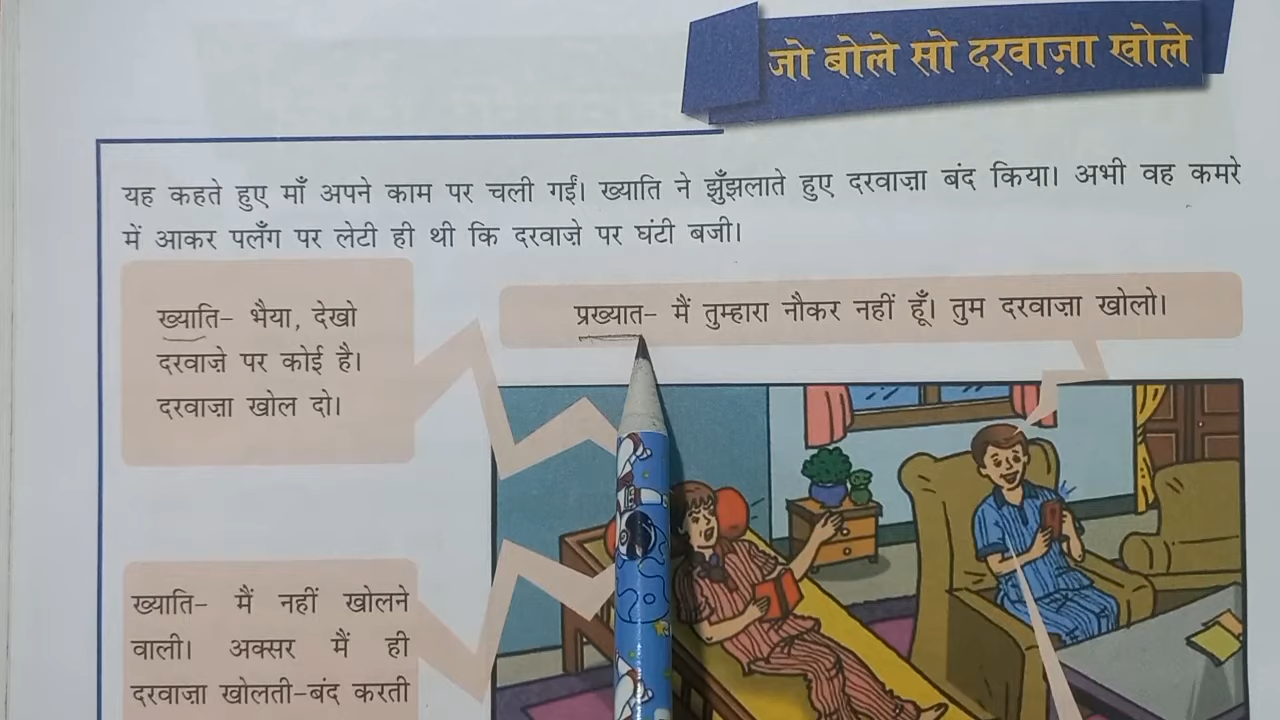 जो बोले सो दरवाज़ा खोले
यह कहते हुए माँ अपने काम पर चली गईं। ख्याति ने झुँझलाते हुए दरवाज़ा बंद किया। अभी वह कमरे
में आकर पलँग पर लेटी ही थी कि दरवाज़े पर घंटी बजी।
ख्याति– भैया, देखो
दरवाज़े पर कोई है।
दरवाज़ा खोल दो।
प्रख्यात– मैं तुम्हारा नौकर नहीं हूँ। तुम दरवाज़ा खोलो।
ख्याति– मैं नहीं खोलने
वाली। अक्सर मैं ही
दरवाज़ा खोलती-बंद करती